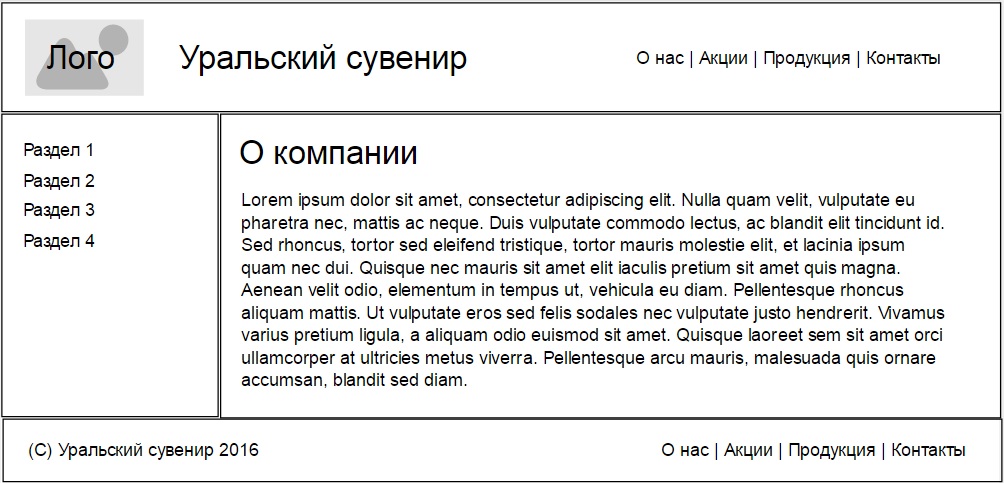 Лого
Уральский сувенир
О нас | Акции | Продукция | Контакты
Раздел 1
Раздел 2
Раздел 3
Раздел 4
О компании
Lorem ipsum dolor sit amet, consectetur adipiscing elit. Nulla quam velit, vulputate eu
pharetra nec, mattis ac neque. Duis vulputate commodo lectus, ac blandit elit tincidunt id.
Sed rhoncus, tortor sed eleifend tristique, tortor mauris molestie elit, et lacinia ipsum
quam nec dui. Quisque nec mauris sit amet elit iaculis pretium sit amet quis magna.
Aenean velit odio, elementum in tempus ut, vehicula eu diam. Pellentesque rhoncus
aliquam mattis. Ut vulputate eros sed felis sodales nec vulputate justo hendrerit. Vivamus
varius pretium ligula, a aliquam odio euismod sit amet. Quisque laoreet sem sit amet orci
ullamcorper at ultricies metus viverra. Pellentesque arcu mauris, malesuada quis ornare
accumsan, blandit sed diam.
(С) Уральский сувенир 2016
О нас | Акции | Продукция | Контакты